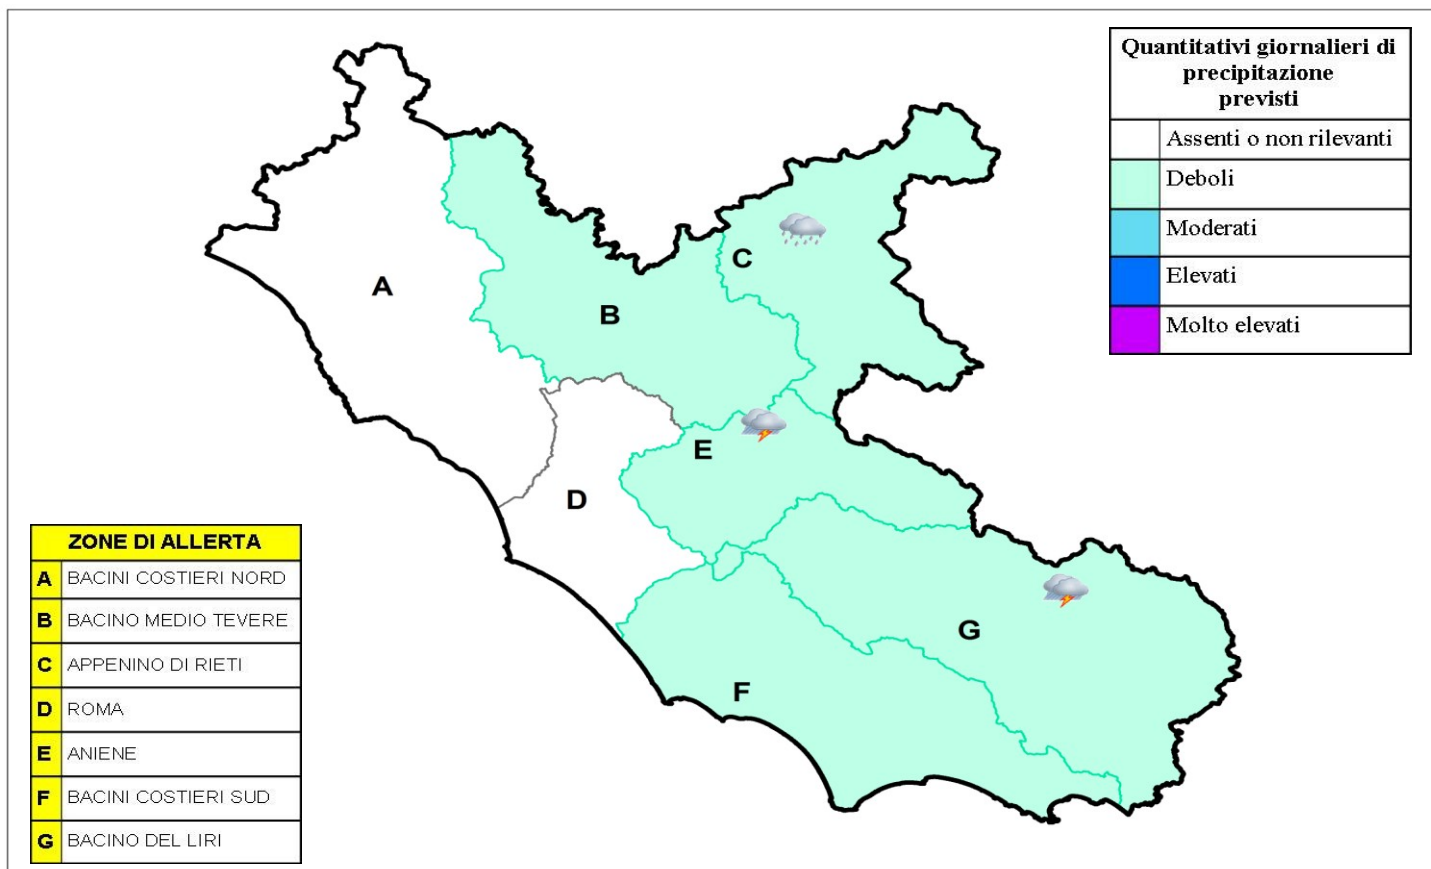 Quantitativi giornalieri di
precipitazione
previsti
Assenti o non rilevanti
Deboli
Moderati
Elevati
Molto elevati
A
B
C
D
E
F
G
ZONE DI ALLERTA
A BACINI COSTIERI NORD
B BACINO MEDIO TEVERE
C APPENINO DI RIETI
D ROMA
E ANIENE
F BACINI COSTIERI SUD
G BACINO DEL LIRI